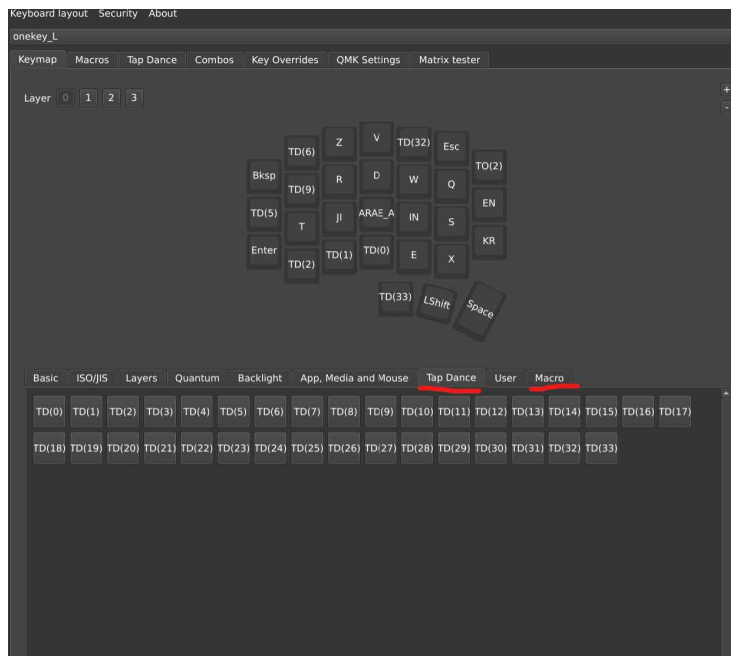 Keyboard layout Security About
onekey_L
Keymap Macros Tap Dance Combos Key Overrides QMK Settings Matrix tester
Layer 0 1 2 3
+
-
TD(6) Z V TD(32) Esc
Bksp TD(9) R D W Q TO(2)
TD(5) T JI ARAE_A IN S EN
Enter TD(2) TD(1) TD(0) E X KR
TD(33) LShift Space
Basic ISO/JIS Layers Quantum Backlight App, Media and Mouse Tap Dance User Macro
TD(0) TD(1) TD(2) TD(3) TD(4) TD(5) TD(6) TD(7) TD(8) TD(9) TD(10) TD(11) TD(12) TD(13) TD(14) TD(15) TD(16) TD(17)
TD(18) TD(19) TD(20) TD(21) TD(22) TD(23) TD(24) TD(25) TD(26) TD(27) TD(28) TD(29) TD(30) TD(31) TD(32) TD(33)